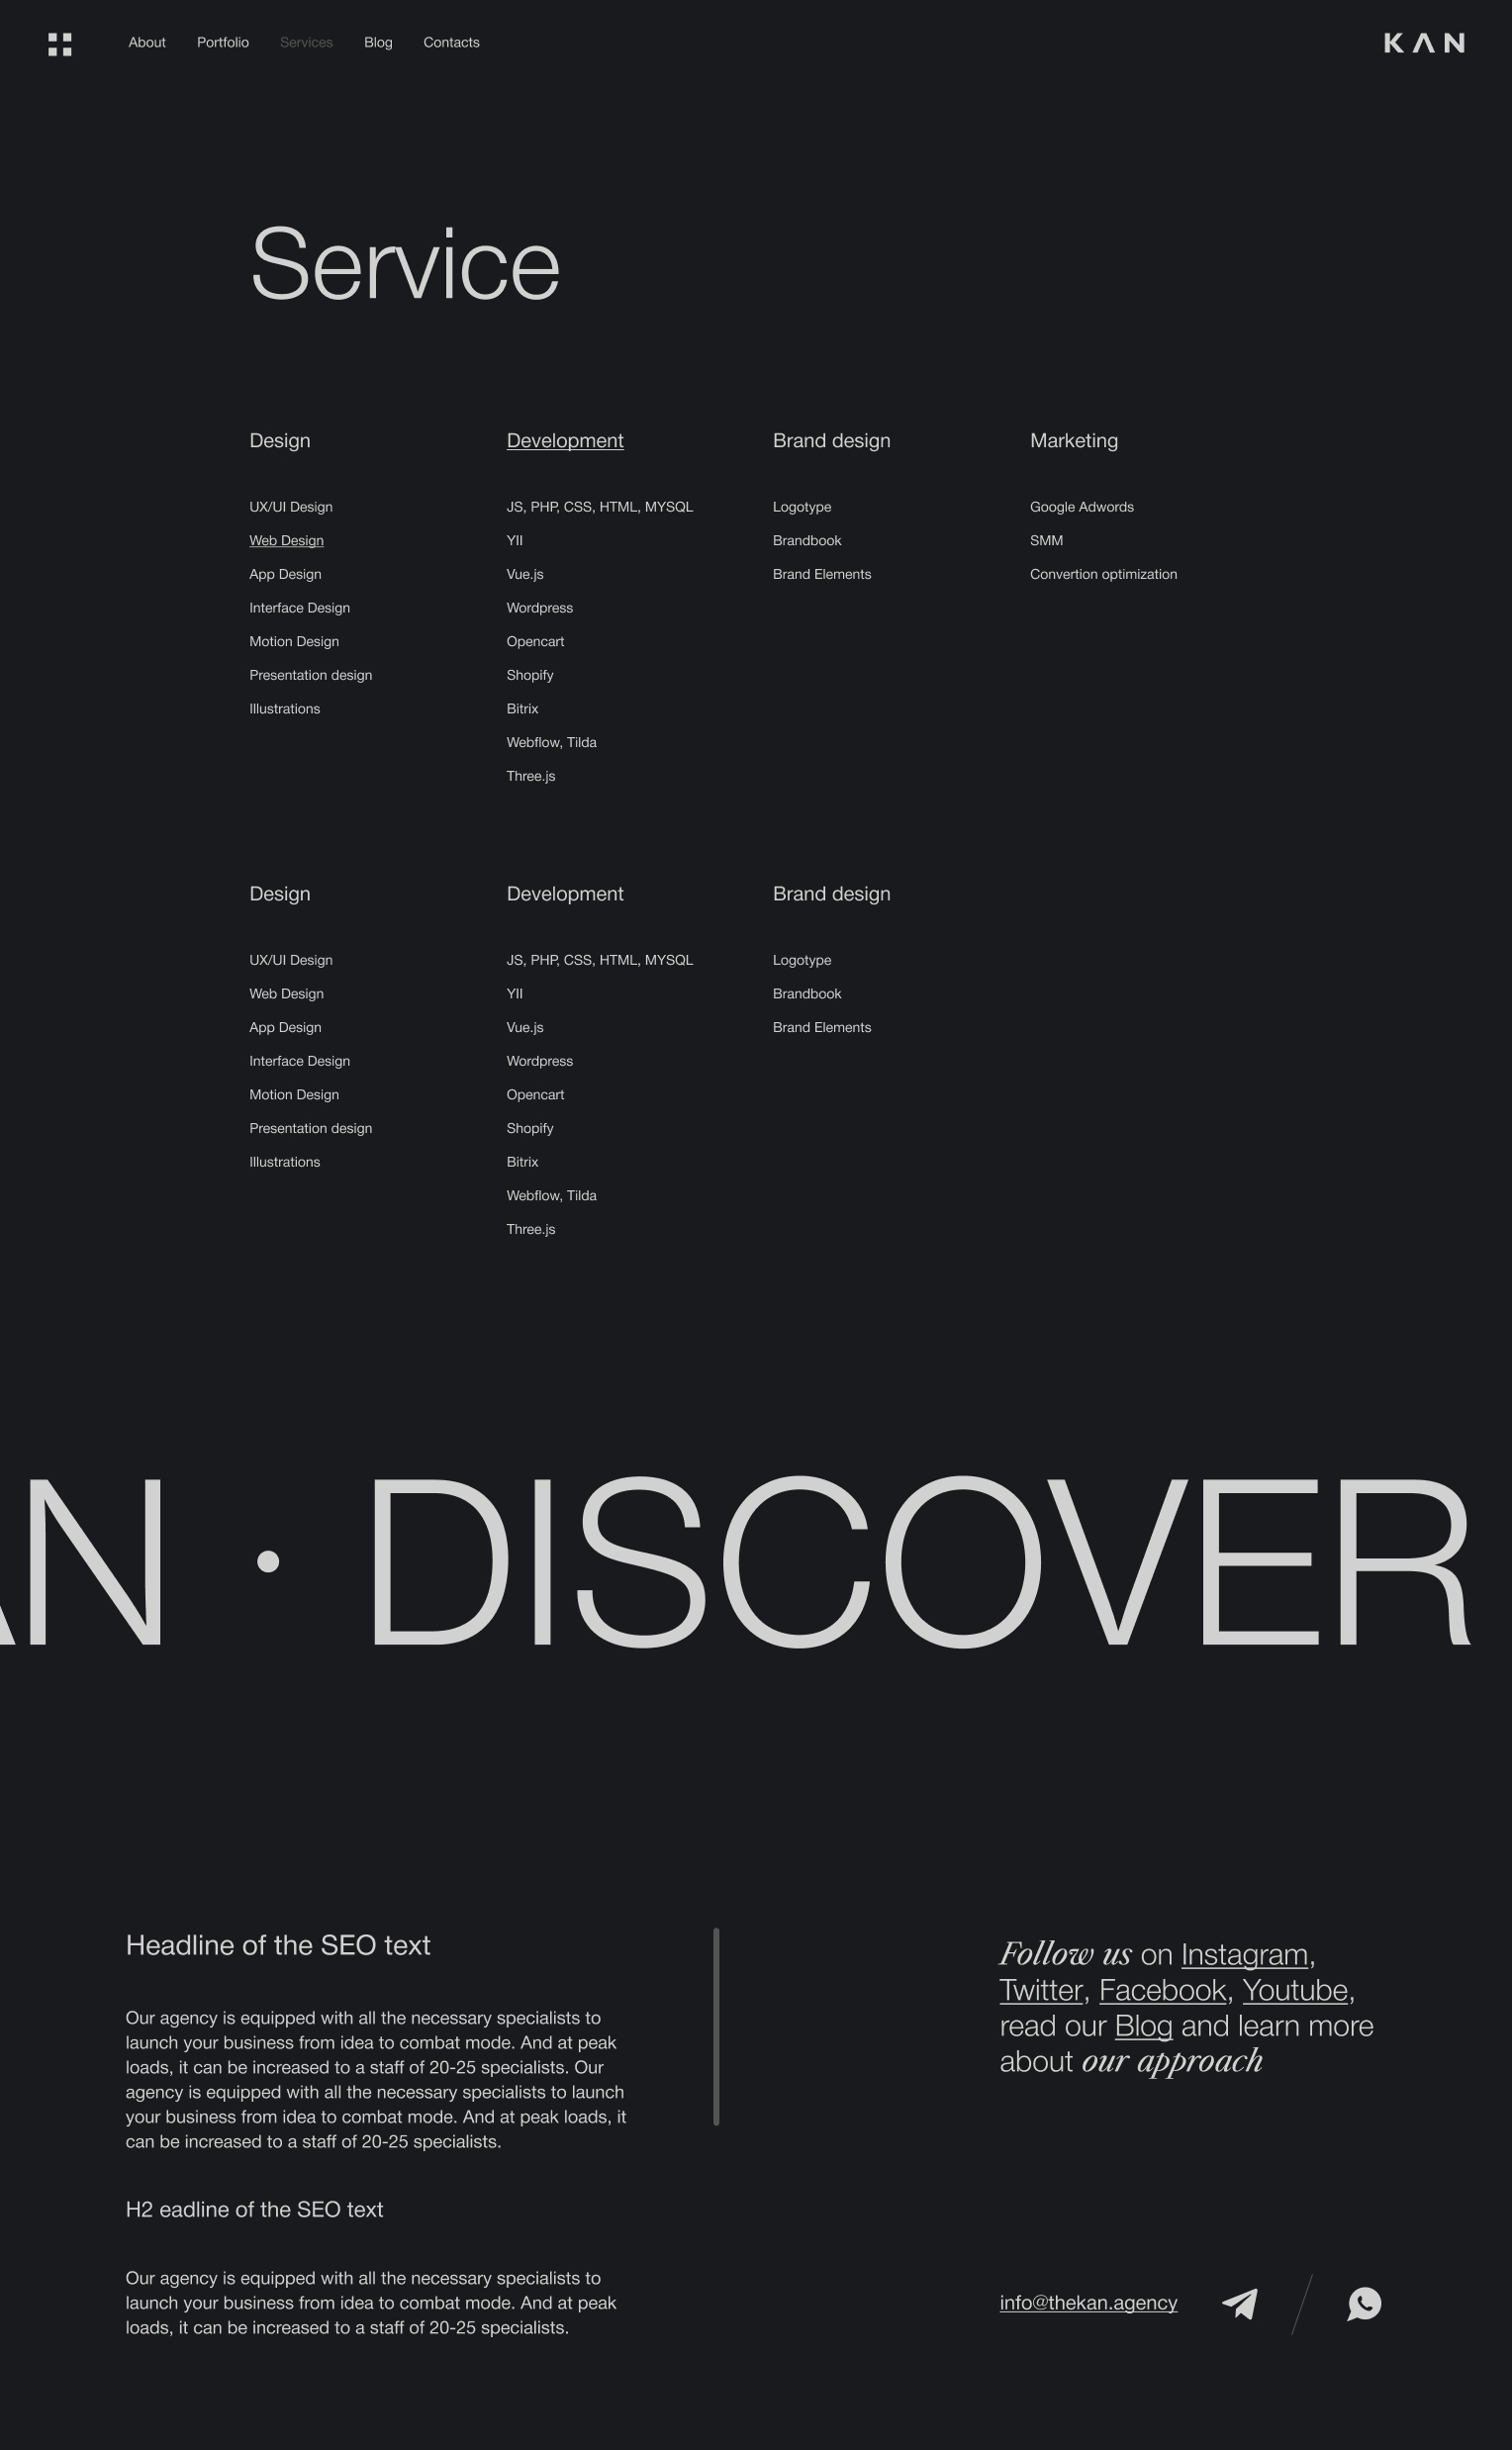 About Portfolio Services Blog Contacts
KAN
Service
Design
UX/UI Design
Web Design
App Design
Interface Design
Motion Design
Presentation design
Illustrations
Development
JS, PHP, CSS, HTML, MYSQL
YII
Vue.js
Wordpress
Opencart
Shopify
Bitrix
Webflow, Tilda
Three.js
Brand design
Logotype
Brandbook
Brand Elements
Marketing
Google Adwords
SMM
Convertion optimization
Design
UX/UI Design
Web Design
App Design
Interface Design
Motion Design
Presentation design
Illustrations
Development
JS, PHP, CSS, HTML, MYSQL
YII
Vue.js
Wordpress
Opencart
Shopify
Bitrix
Webflow, Tilda
Three.js
Brand design
Logotype
Brandbook
Brand Elements
AN · DISCOVER
Headline of the SEO text
Our agency is equipped with all the necessary specialists to
launch your business from idea to combat mode. And at peak
loads, it can be increased to a staff of 20-25 specialists. Our
agency is equipped with all the necessary specialists to launch
your business from idea to combat mode. And at peak loads, it
can be increased to a staff of 20-25 specialists.
H2 eadline of the SEO text
Our agency is equipped with all the necessary specialists to
launch your business from idea to combat mode. And at peak
loads, it can be increased to a staff of 20-25 specialists.
Follow us on Instagram,
Twitter, Facebook, Youtube,
read our Blog and learn more
about our approach
info@thekan.agency